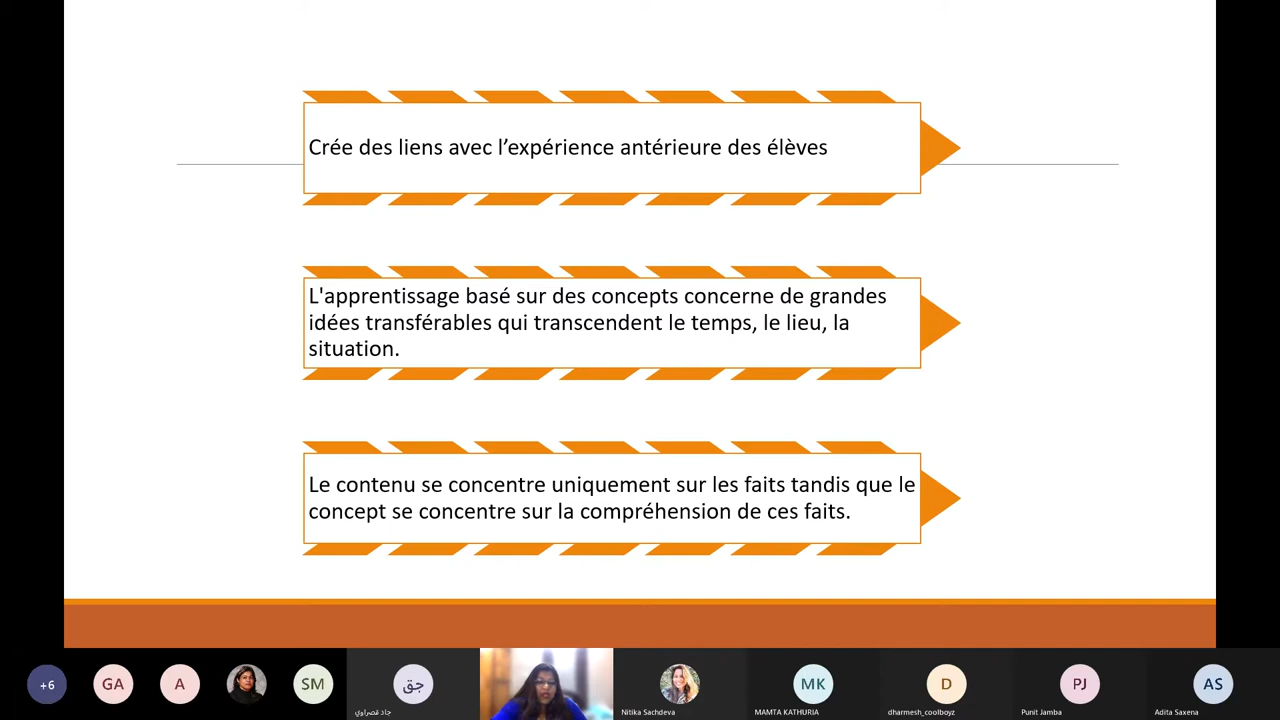 Crée des liens avec l’expérience antérieure des élèves
L'apprentissage basé sur des concepts concerne de grandes
idées transférables qui transcendent le temps, le lieu, la
situation.
Le contenu se concentre uniquement sur les faits tandis que le
concept se concentre sur la compréhension de ces faits.
+6
GA
A
SM
جق
MK
D
PJ
AS
جاد قصراوي
Nitika Sachdeva
MAMTA KATHURIA
dharmesh_coolboyz
Punit Jamba
Adita Saxena